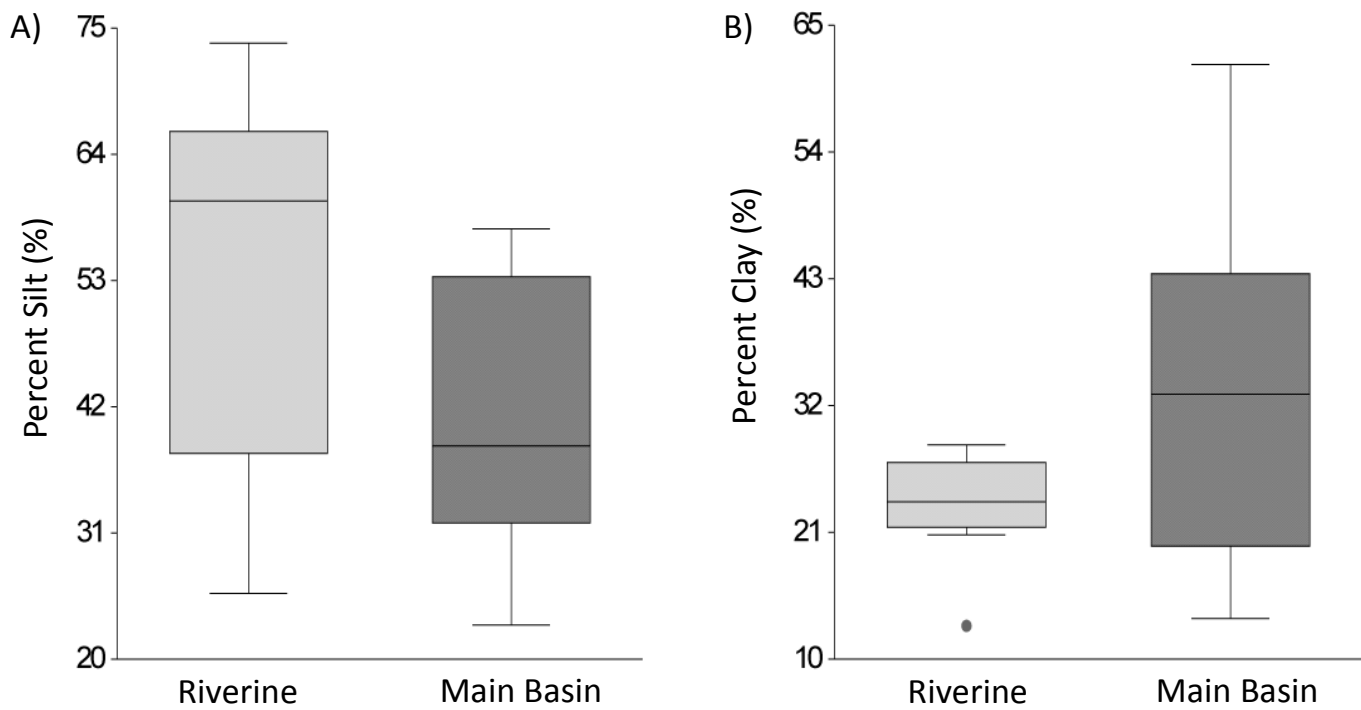 A)
Percent Silt (%)
75
64
53
42
31
20
Riverine
Main Basin
B)
Percent Clay (%)
65
54
43
32
21
10
Riverine
Main Basin